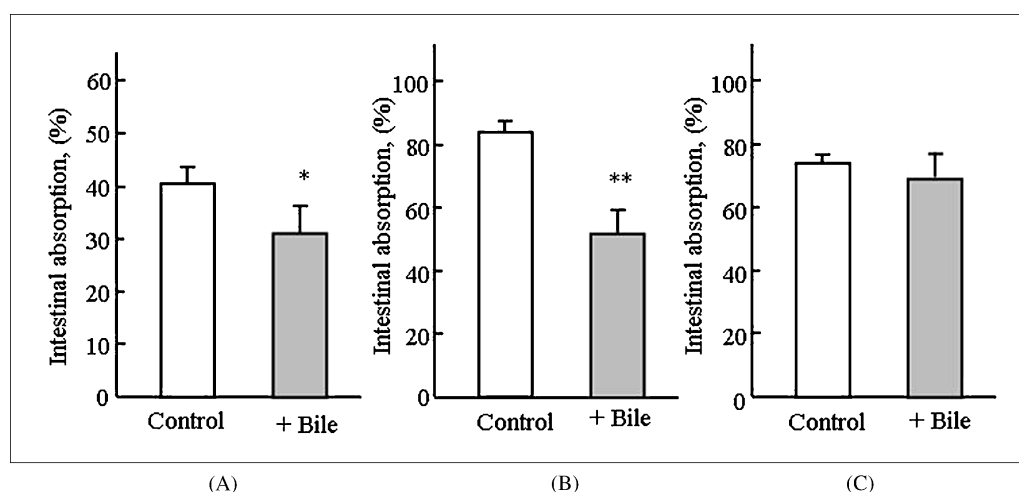 Intestinal absorption, (%)
60
50
40
30
20
10
0
*
Control
+ Bile
(A)
Intestinal absorption, (%)
100
80
60
40
20
0
**
Control
+ Bile
(B)
Intestinal absorption, (%)
100
80
60
40
20
0
Control
+ Bile
(C)